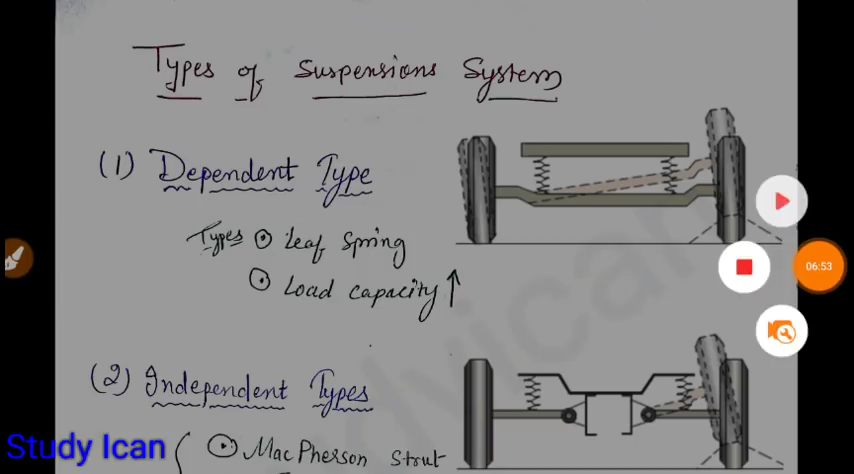 Types of Suspensions System
(1) Dependent Type
Types ⊙ Leaf Spring
⊙ Load capacity ↑
(2) Independent Types
⊙ MacPherson Strut
Study Ican
06:53